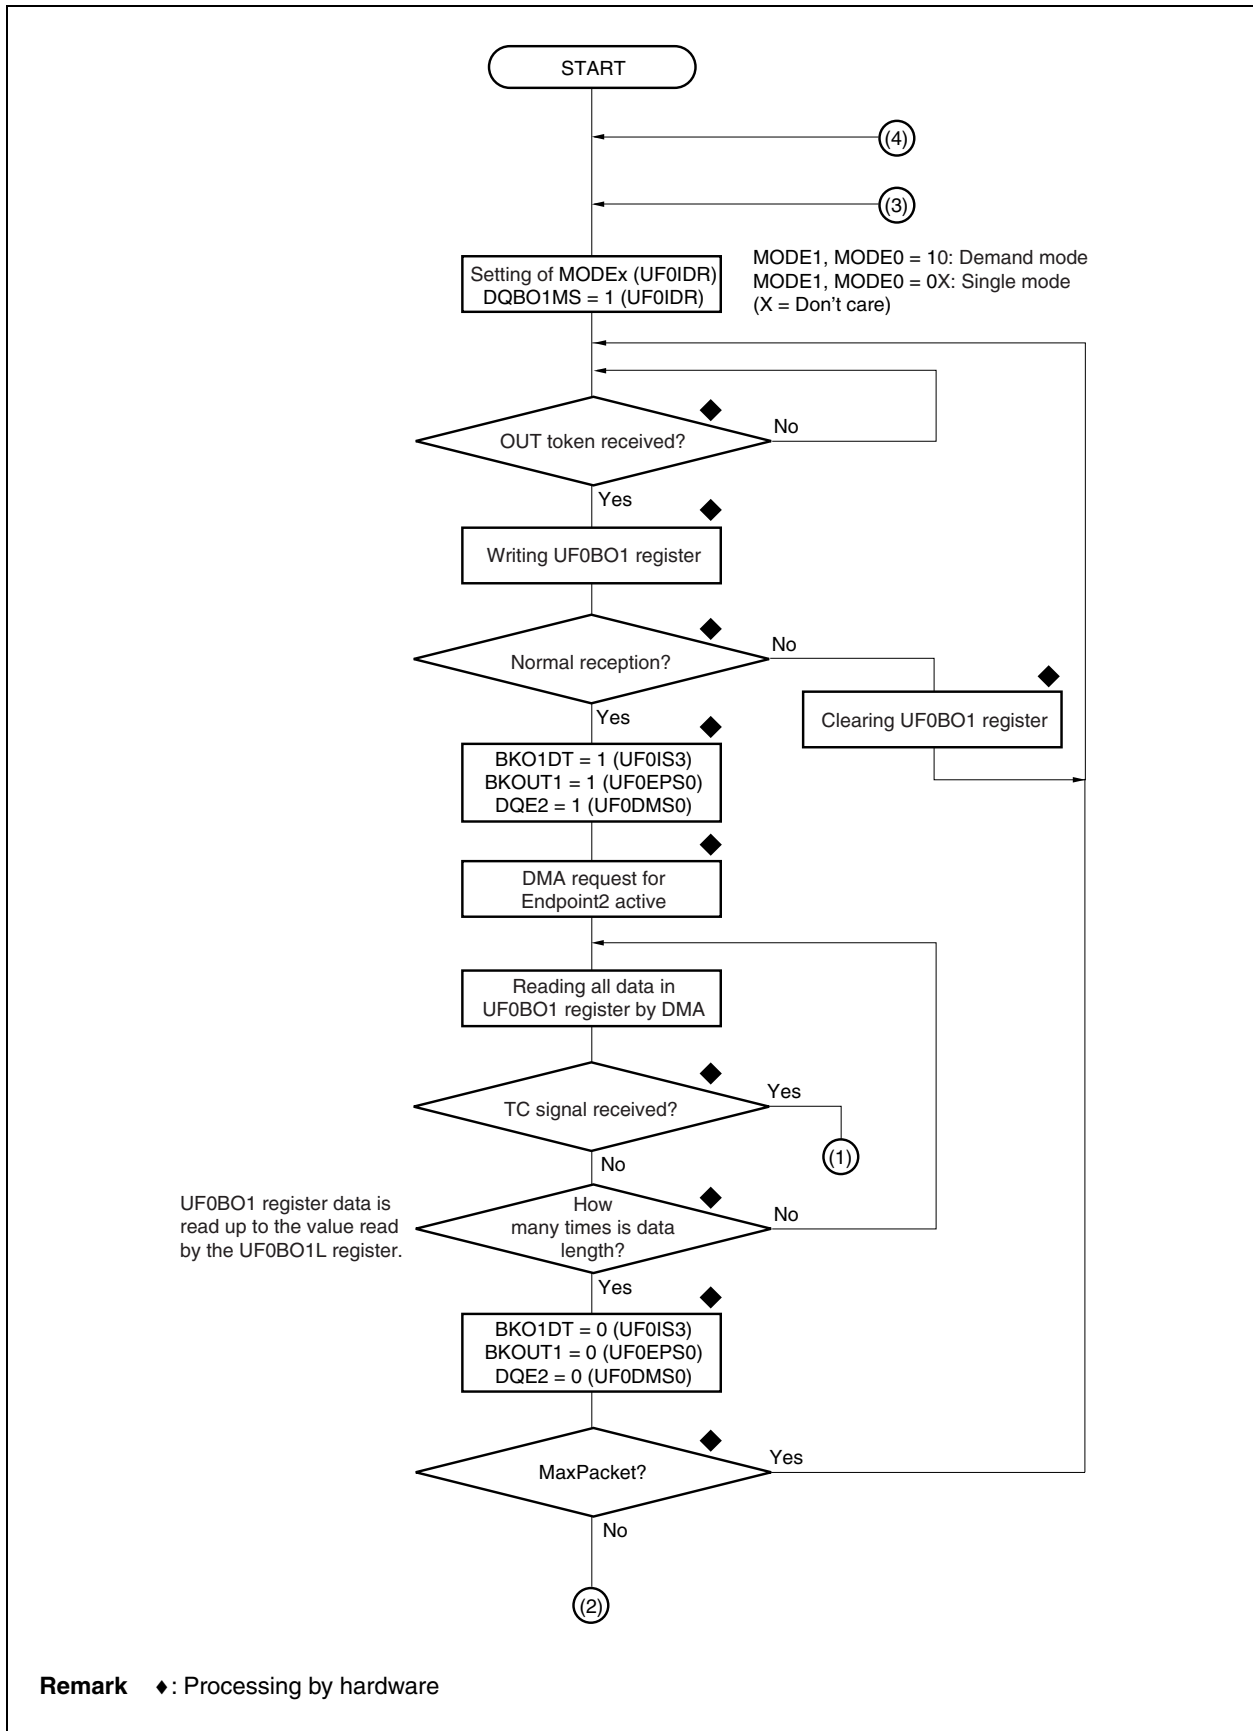 START
(4)
(3)
Setting of MODEx (UF0IDR)
DQBO1MS = 1 (UF0IDR)
MODE1, MODE0 = 10: Demand mode
MODE1, MODE0 = 0X: Single mode
(X = Don't care)
OUT token received?
No
Yes
Writing UF0BO1 register
Normal reception?
No
Yes
Clearing UF0BO1 register
BKO1DT = 1 (UF0IS3)
BKOUT1 = 1 (UF0EPS0)
DQE2 = 1 (UF0DMS0)
DMA request for
Endpoint2 active
Reading all data in
UF0BO1 register by DMA
TC signal received?
Yes
(1)
No
UF0BO1 register data is
read up to the value read
by the UF0BO1L register.
How
many times is data
length?
No
Yes
BKO1DT = 0 (UF0IS3)
BKOUT1 = 0 (UF0EPS0)
DQE2 = 0 (UF0DMS0)
MaxPacket?
Yes
No
(2)
Remark ♦: Processing by hardware